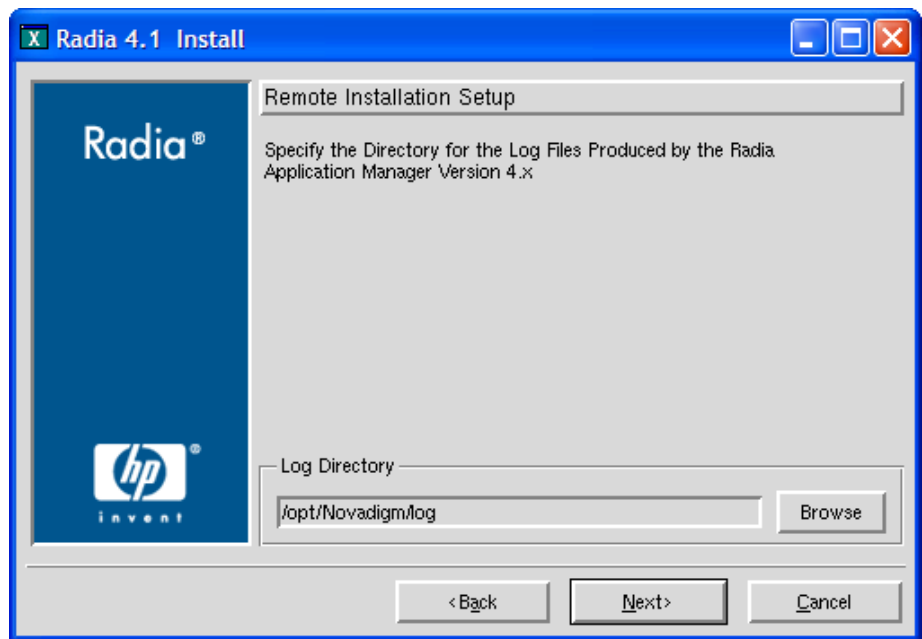 X Radia 4.1 Install
Radia®
Remote Installation Setup
Specify the Directory for the Log Files Produced by the Radia
Application Manager Version 4.x
hp®
invent
Log Directory
/opt/Novadigm/log
Browse
<Back
Next>
Cancel